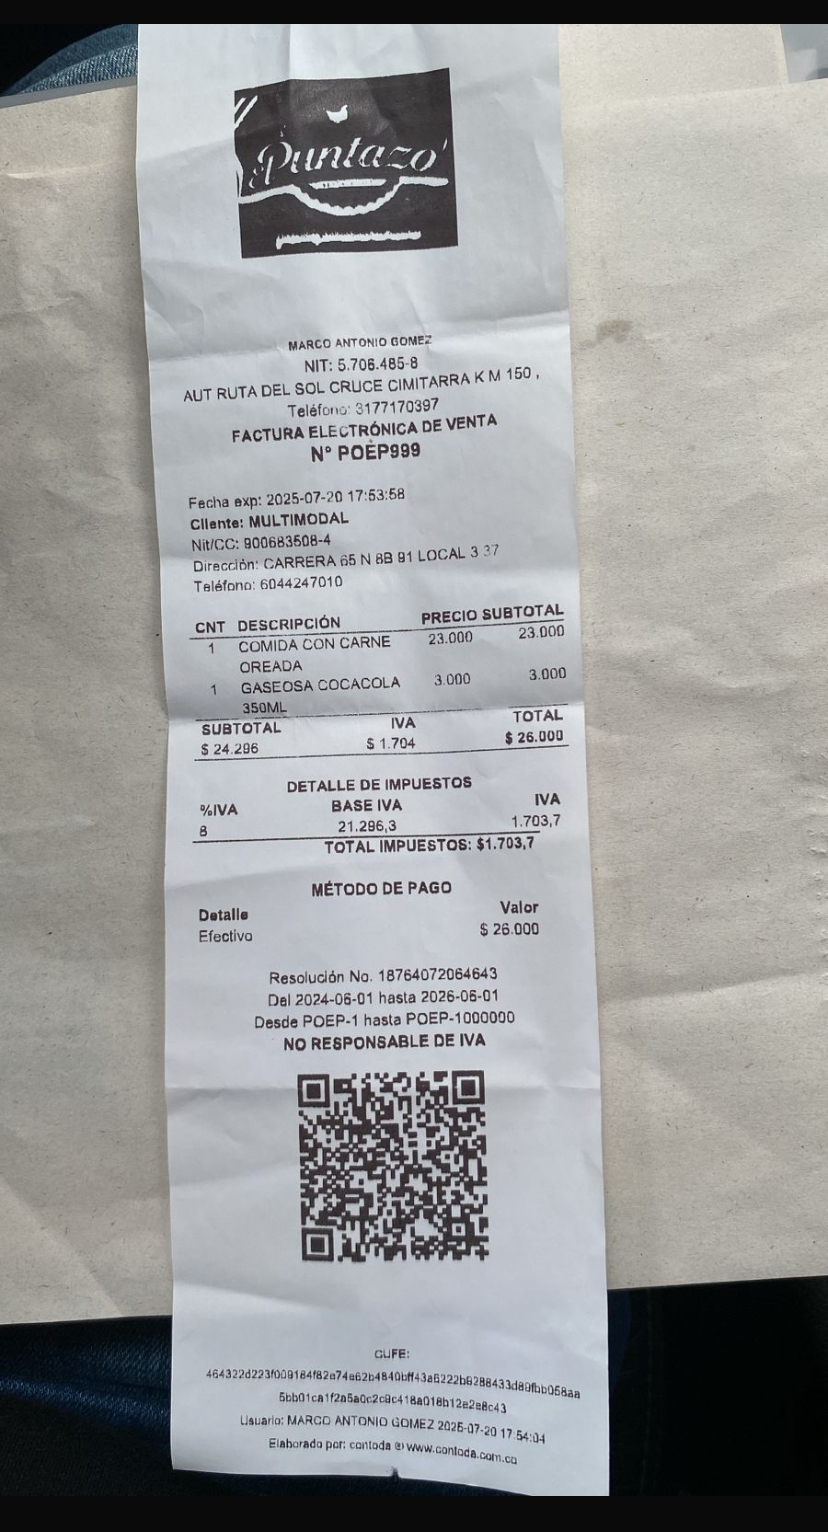 El Puntazo
MARCO ANTONIO GOMEZ
NIT: 5.706.485-8
AUT RUTA DEL SOL CRUCE CIMITARRA K M 150 ,
Teléfono: 3177170397
FACTURA ELECTRÓNICA DE VENTA
N° POEP999
Fecha exp: 2025-07-20 17:53:58
Cliente: MULTIMODAL
Nit/CC: 900683508-4
Dirección: CARRERA 65 N 8B 91 LOCAL 3 37
Teléfono: 6044247010
CNT DESCRIPCIÓN PRECIO SUBTOTAL
1 COMIDA CON CARNE 23.000 23.000
OREADA
1 GASEOSA COCACOLA 3.000 3.000
350ML
SUBTOTAL IVA TOTAL
$ 24.296 $ 1.704 $ 26.000
DETALLE DE IMPUESTOS
%IVA BASE IVA IVA
8 21.296,3 1.703,7
TOTAL IMPUESTOS: $1.703,7
MÉTODO DE PAGO
Detalle Valor
Efectivo $ 26.000
Resolución No. 18764072064643
Del 2024-06-01 hasta 2026-06-01
Desde POEP-1 hasta POEP-1000000
NO RESPONSABLE DE IVA
CUFE:
Usuario: MARCO ANTONIO GOMEZ 2025-07-20 17:54:04
Elaborado por: contoda @ www.contoda.com.co